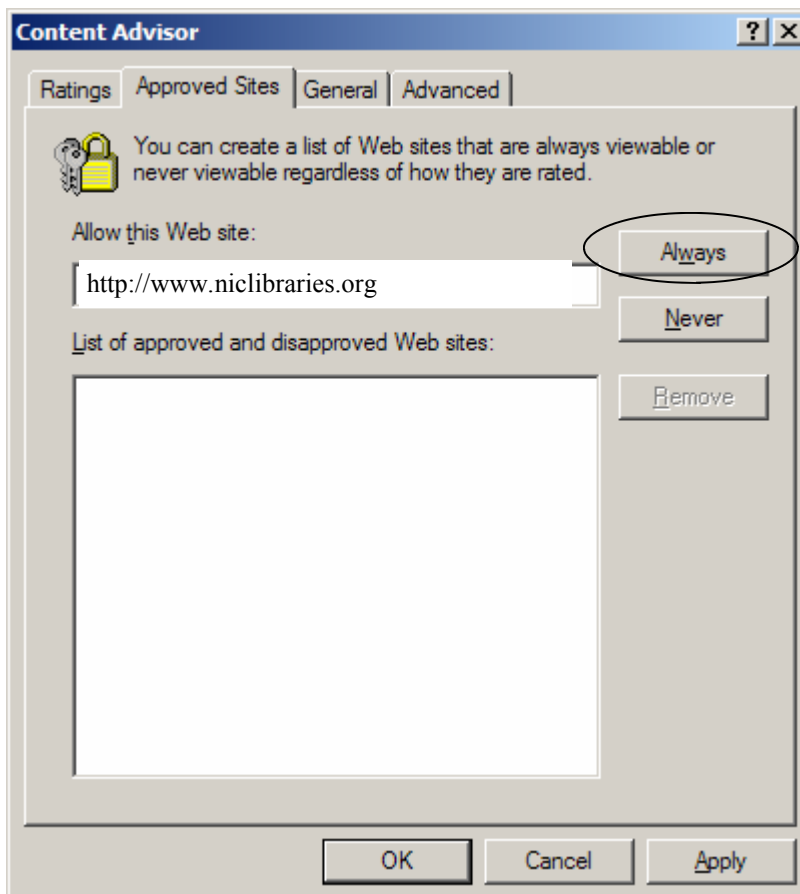 Content Advisor
Ratings Approved Sites General Advanced
You can create a list of Web sites that are always viewable or
never viewable regardless of how they are rated.
Allow this Web site:
Always
http://www.niclibraries.org
Never
List of approved and disapproved Web sites:
Remove
OK Cancel Apply